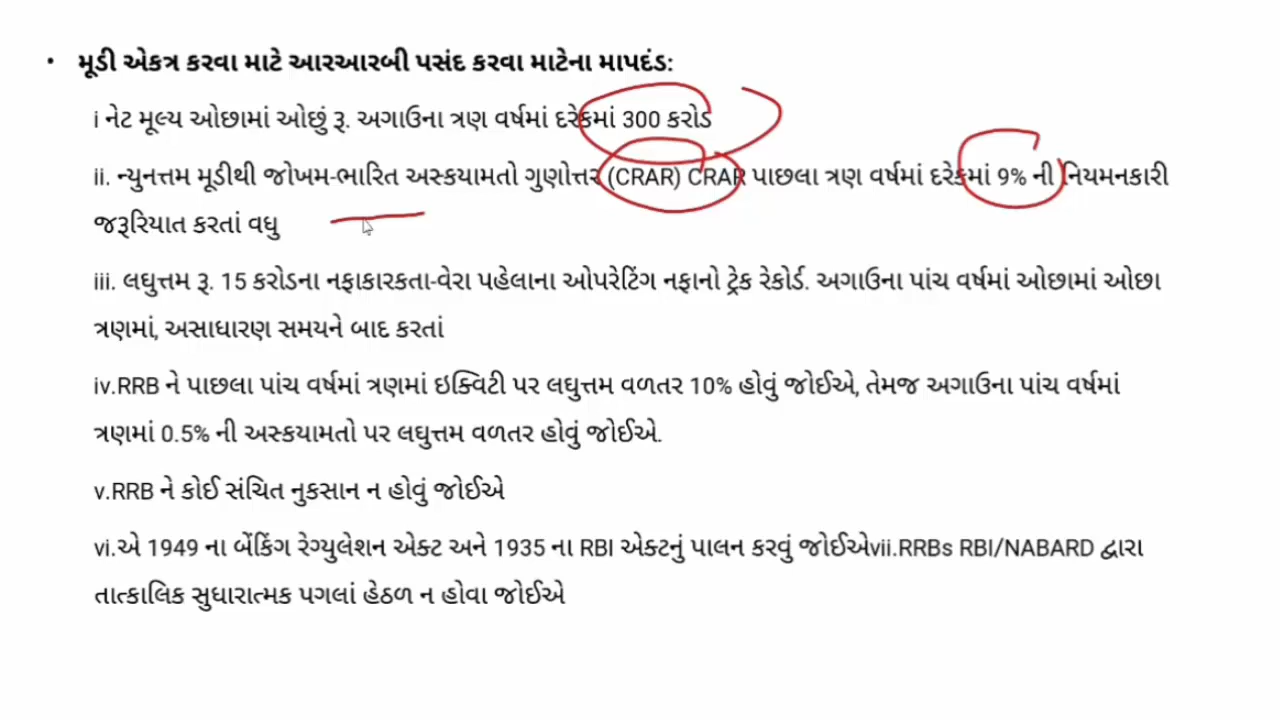 • મૂડી એકત્ર કરવા માટે આરઆરબી પસંદ કરવા માટેના માપદંડ:
i નેટ મૂલ્ય ઓછામાં ઓછું રૂ. અગાઉના ત્રણ વર્ષમાં દરેકમાં 300 કરોડ
ii. ન્યુનત્તમ મૂડીથી જોખમ-ભારિત અસ્કયામતો ગુણોત્તર (CRAR) CRAR પાછલા ત્રણ વર્ષમાં દરેકમાં 9% ની નિયમનકારી
જરૂરિયાત કરતાં વધુ
iii. લઘુત્તમ રૂ. 15 કરોડના નફાકારકતા-વેરા પહેલાના ઓપરેટિંગ નફાનો ટ્રેક રેકોર્ડ. અગાઉના પાંચ વર્ષમાં ઓછામાં ઓછા
ત્રણમાં, અસાધારણ સમયને બાદ કરતાં
iv.RRB ને પાછલા પાંચ વર્ષમાં ત્રણમાં ઇક્વિટી પર લઘુત્તમ વળતર 10% હોવું જોઈએ, તેમજ અગાઉના પાંચ વર્ષમાં
ત્રણમાં 0.5% ની અસ્કયામતો પર લઘુત્તમ વળતર હોવું જોઈએ.
v.RRB ને કોઈ સંચિત નુકસાન ન હોવું જોઈએ
vi.એ 1949 ના બેંકિંગ રેગ્યુલેશન એક્ટ અને 1935 ના RBI એક્ટનું પાલન કરવું જોઈએvii.RRBs RBI/NABARD દ્વારા
તાત્કાલિક સુધારાત્મક પગલાં હેઠળ ન હોવા જોઈએ